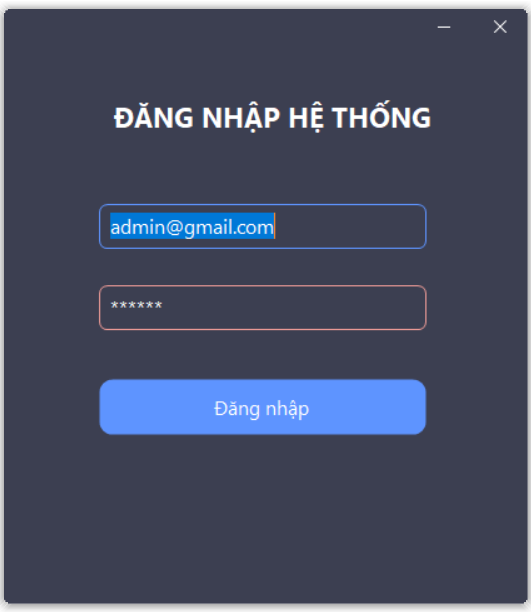 ĐĂNG NHẬP HỆ THỐNG
admin@gmail.com
******
Đăng nhập